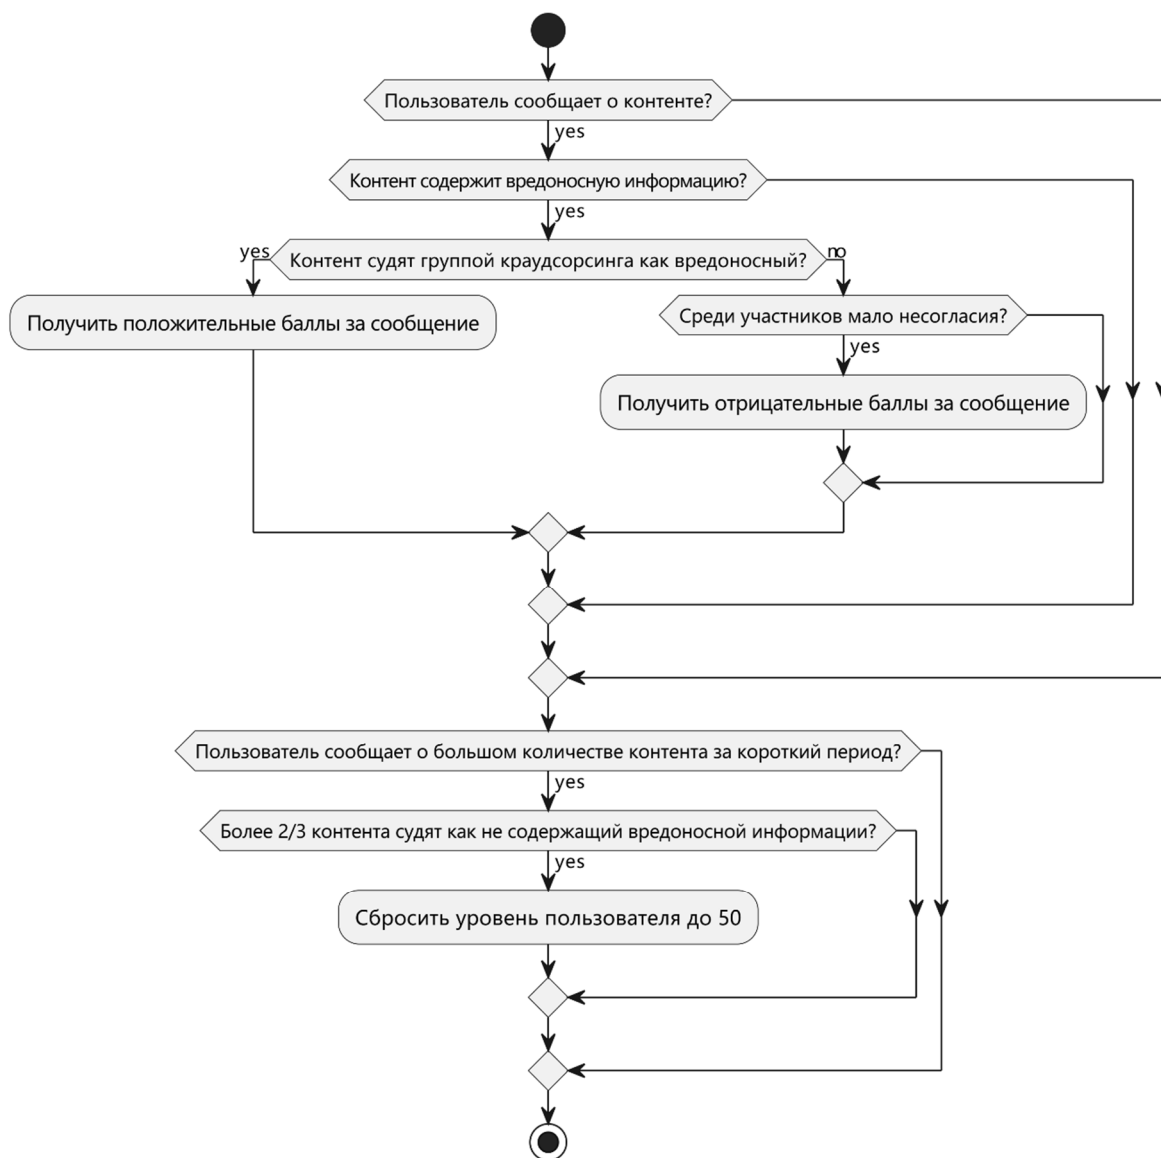 Пользователь сообщает о контенте?
yes
Контент содержит вредоносную информацию?
yes
yes
Контент судят группой краудсорсинга как вредоносный?
no
Получить положительные баллы за сообщение
Среди участников мало несогласия?
yes
Получить отрицательные баллы за сообщение
Пользователь сообщает о большом количестве контента за короткий период?
yes
Более 2/3 контента судят как не содержащий вредоносной информации?
yes
Сбросить уровень пользователя до 50